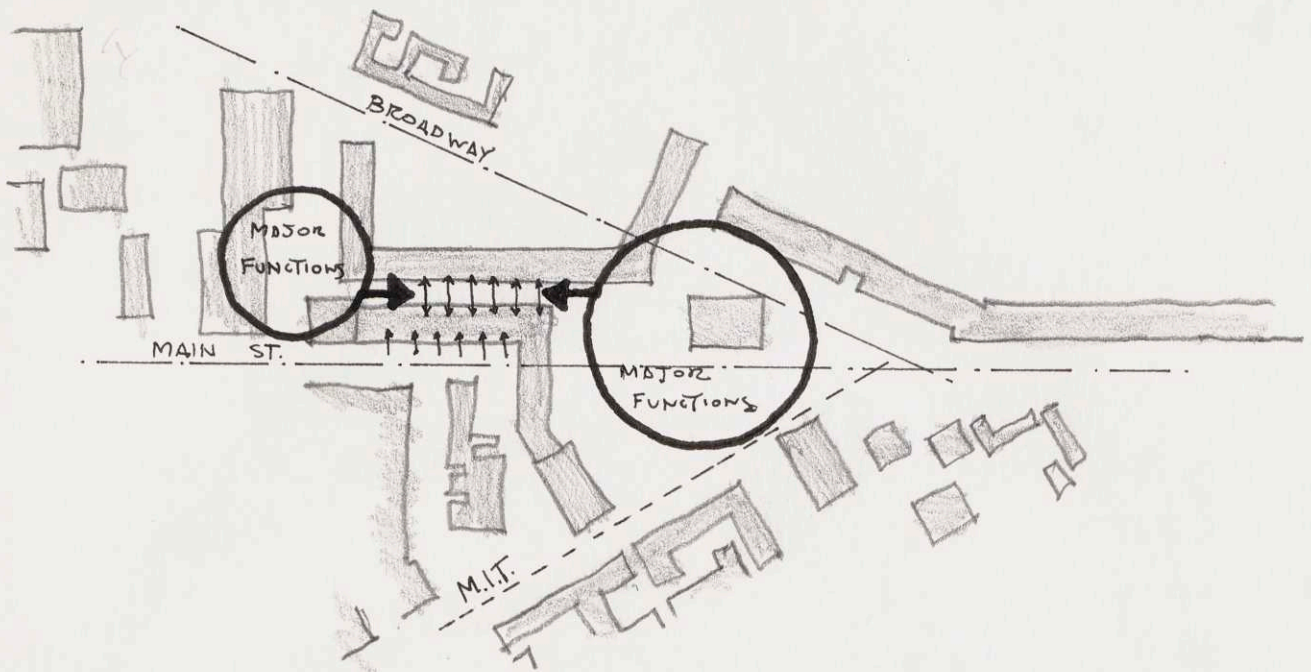 BROADWAY
MAJOR
FUNCTIONS
MAIN ST.
MAJOR
FUNCTIONS
M.I.T.